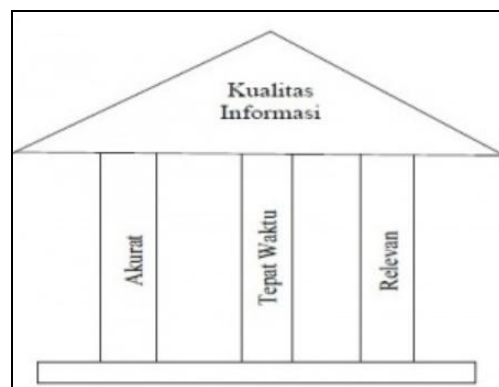 Kualitas
Informasi
Akurat
Tepat Waktu
Relevan